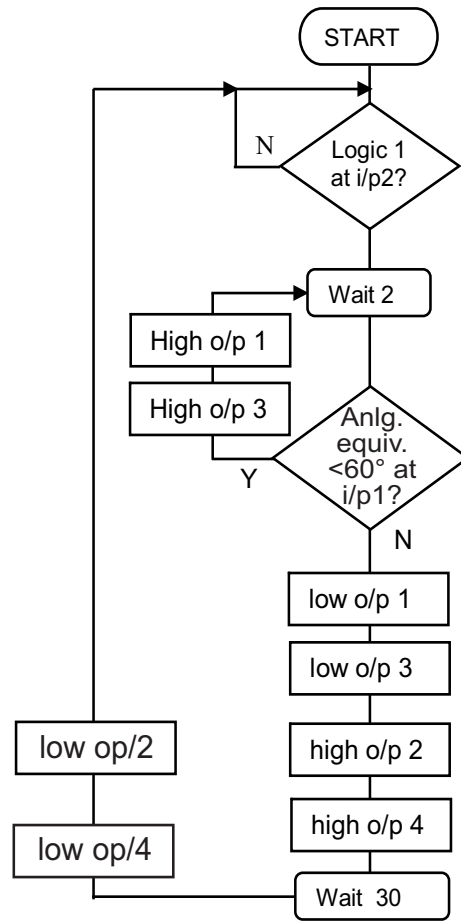 START
N
Logic 1
at i/p2?
Wait 2
High o/p 1
High o/p 3
Anlg.
equiv.
<60° at
i/p1?
Y
N
low o/p 1
low o/p 3
high o/p 2
high o/p 4
Wait 30
low op/4
low op/2